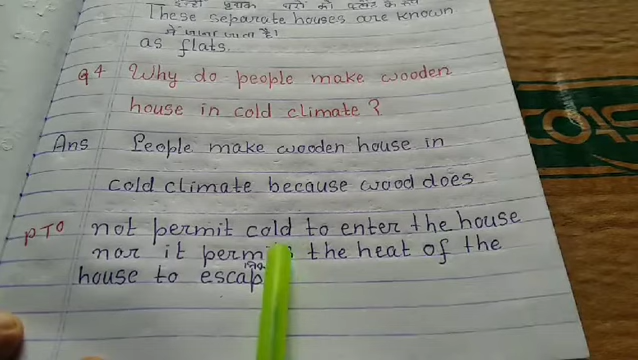 These separate houses are known
as flats.
Q4 Why do people make wooden
house in cold climate?
Ans People make wooden house in
cold climate because wood does
PTO not permit cold to enter the house
nor it permits the heat of the
house to escap